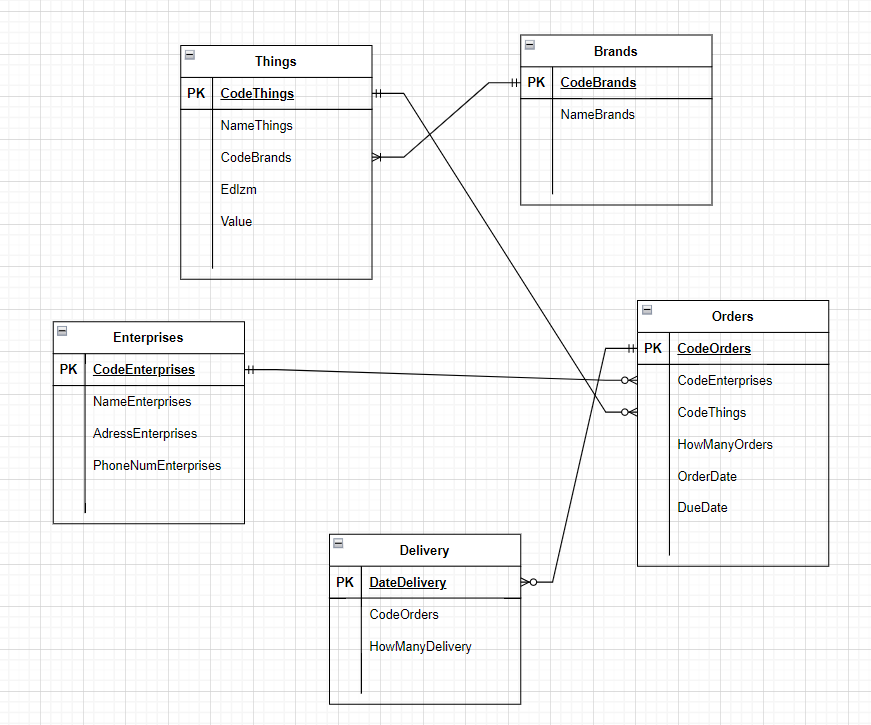 Things
PK CodeThings
NameThings
CodeBrands
EdIzm
Value
Brands
PK CodeBrands
NameBrands
Enterprises
PK CodeEnterprises
NameEnterprises
AdressEnterprises
PhoneNumEnterprises
Orders
PK CodeOrders
CodeEnterprises
CodeThings
HowManyOrders
OrderDate
DueDate
Delivery
PK DateDelivery
CodeOrders
HowManyDelivery